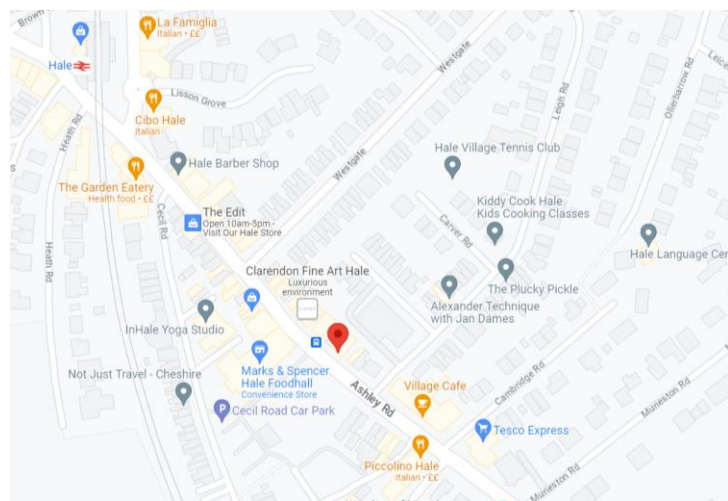 Brown
La Famiglia
Italian • ££
Hale
Lisson Grove
Westgate
Leigh Rd
Ollerbarrow Rd
Leice
Cibo Hale
Italian
Heath Rd
Hale Barber Shop
Hale Village Tennis Club
Westgate
The Garden Eatery
Health food • ££
Cecil Rd
The Edit
Open 10am-5pm -
Visit Our Hale Store
Kiddy Cook Hale
Kids Cooking Classes
Carver Rd
Hale Language Cen
Heath Rd
Clarendon Fine Art Hale
Luxurious
environment
The Plucky Pickle
Alexander Technique
with Jan Dames
InHale Yoga Studio
Marks & Spencer
Hale Foodhall
Convenience Store
Not Just Travel - Cheshire
Ashley Rd
Village Cafe
Cambridge Rd
Murieston Rd
Cecil Road Car Park
P
Tesco Express
Piccolino Hale
Italian • ££
Murieston Rd